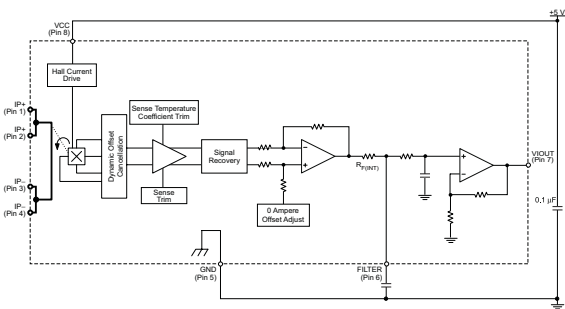 +5 V
VCC
(Pin 8)
Hall Current
Drive
IP+
(Pin 1)
IP+
(Pin 2)
IP−
(Pin 3)
IP−
(Pin 4)
Dynamic Offset
Cancellation
Sense Temperature
Coefficient Trim
Sense
Trim
Signal
Recovery
0 Ampere
Offset Adjust
RF(INT)
VIOUT
(Pin 7)
0,1 µF
GND
(Pin 5)
FILTER
(Pin 6)